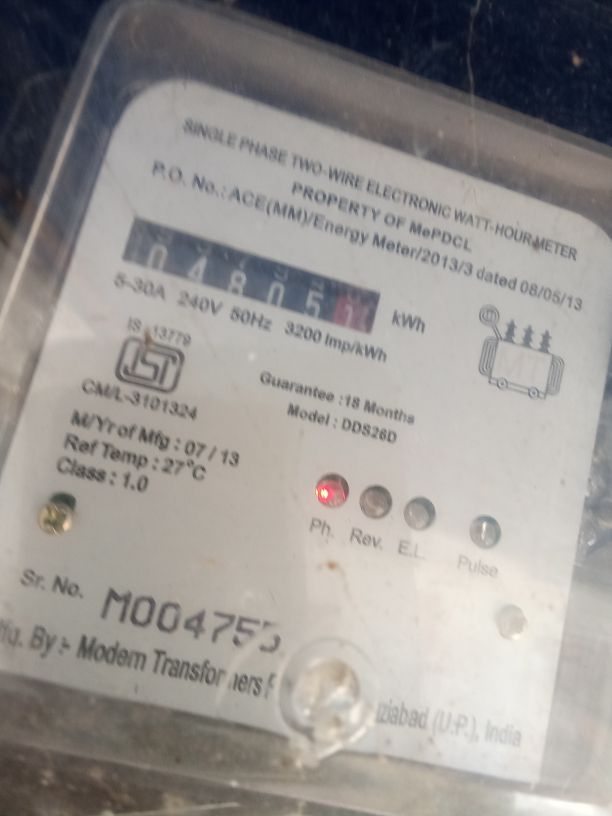 SINGLE PHASE TWO-WIRE ELECTRONIC WATT-HOUR METER
PROPERTY OF MePDCL
P.O. No.: ACE(MM)/Energy Meter/2013/3 dated 08/05/13
04805 kWh
5-30A 240V 50Hz 3200 Imp/kWh
IS 13779
ISI
CM/L-3101324
Guarantee :18 Months
Model : DDS26D
M/Yr of Mfg : 07 / 13
Ref Temp : 27°C
Class : 1.0
Ph. Rev. E.L. Pulse
Sr. No. M004755
By :- Modern Transformers
(U.P.), India